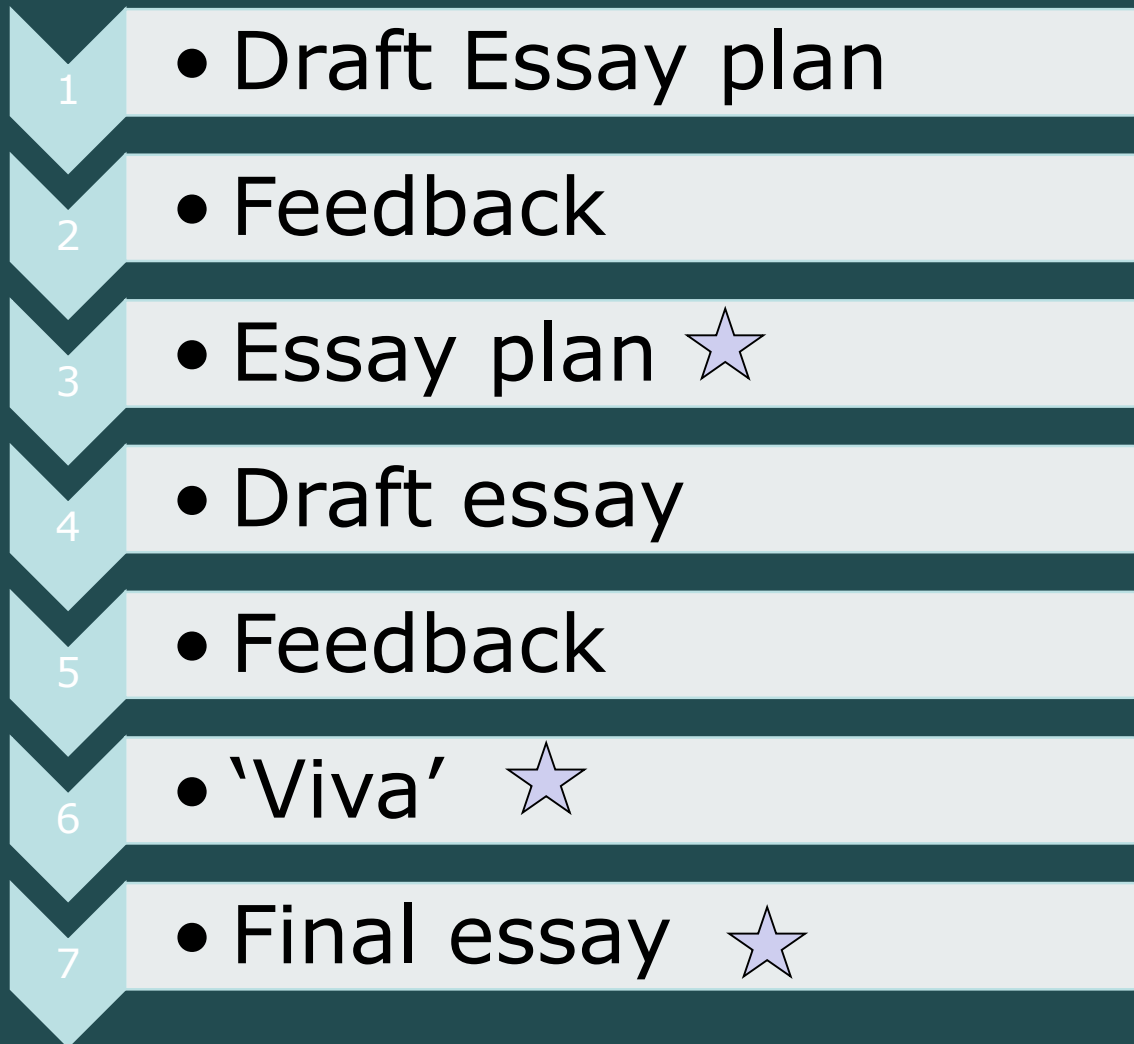 1
• Draft Essay plan
2
• Feedback
3
• Essay plan
4
• Draft essay
5
• Feedback
6
• ‘Viva’
7
• Final essay